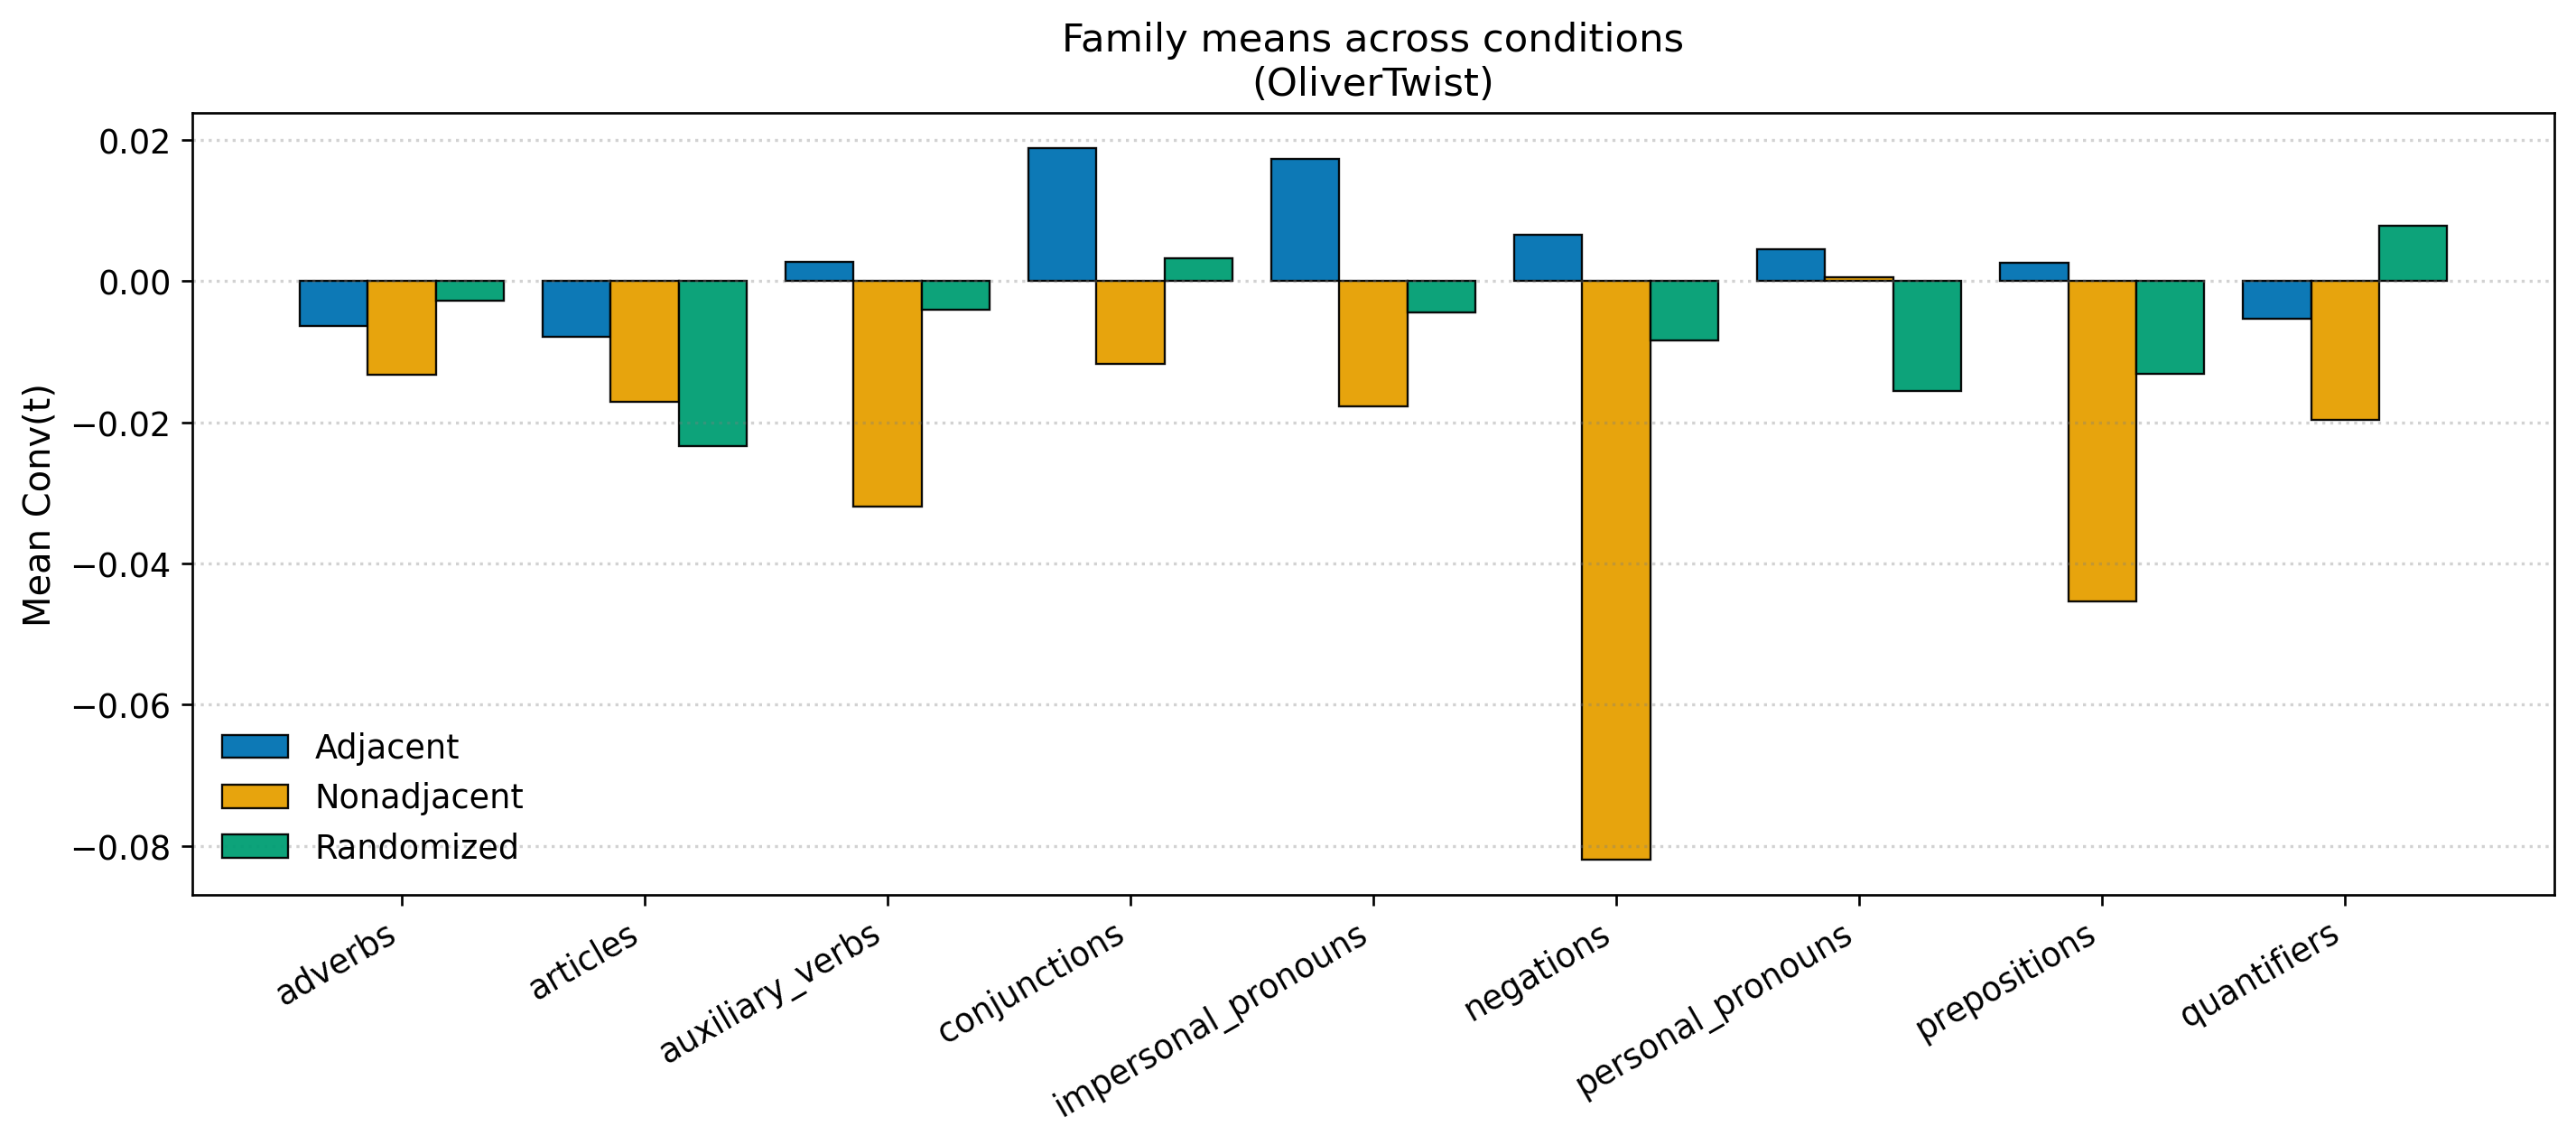 Family means across conditions
(OliverTwist)
Mean Conv(t)
0.02
0.00
−0.02
−0.04
−0.06
−0.08
Adjacent
Nonadjacent
Randomized
adverbs
articles
auxiliary_verbs
conjunctions
impersonal_pronouns
negations
personal_pronouns
prepositions
quantifiers